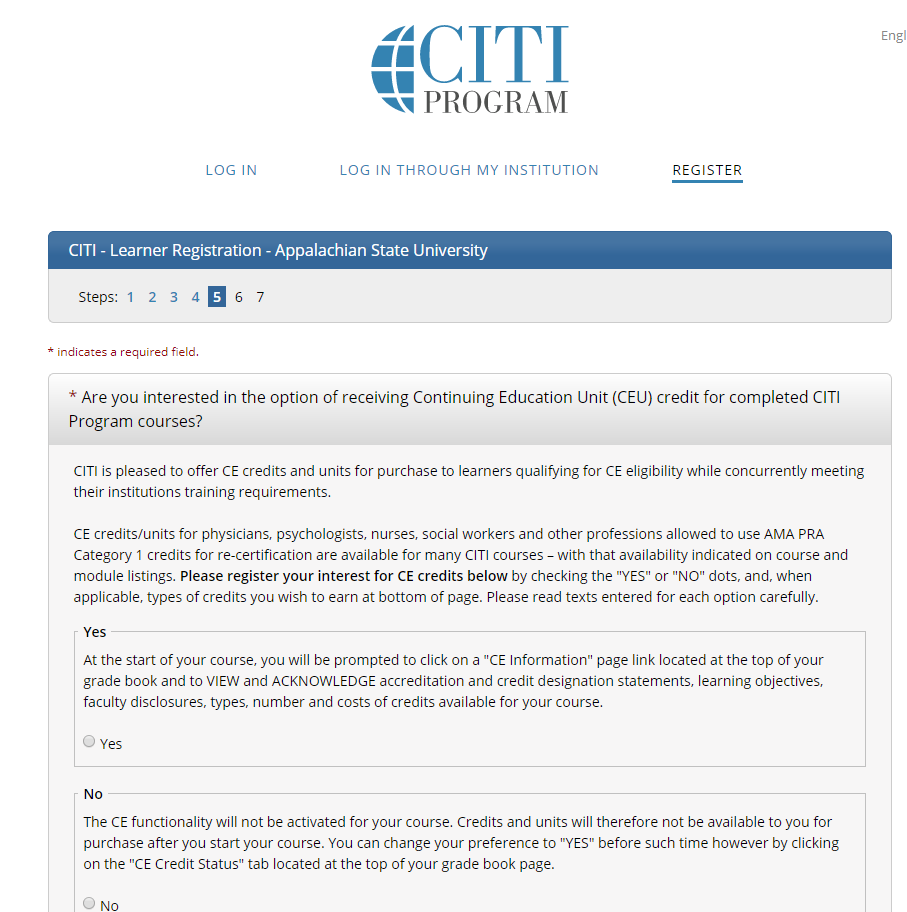 Engl
CITI
PROGRAM
LOG IN
LOG IN THROUGH MY INSTITUTION
REGISTER
CITI - Learner Registration - Appalachian State University
Steps: 1 2 3 4 5 6 7
* indicates a required field.
* Are you interested in the option of receiving Continuing Education Unit (CEU) credit for completed CITI
Program courses?
CITI is pleased to offer CE credits and units for purchase to learners qualifying for CE eligibility while concurrently meeting
their institutions training requirements.
CE credits/units for physicians, psychologists, nurses, social workers and other professions allowed to use AMA PRA
Category 1 credits for re-certification are available for many CITI courses – with that availability indicated on course and
module listings. Please register your interest for CE credits below by checking the "YES" or "NO" dots, and, when
applicable, types of credits you wish to earn at bottom of page. Please read texts entered for each option carefully.
Yes
At the start of your course, you will be prompted to click on a "CE Information" page link located at the top of your
grade book and to VIEW and ACKNOWLEDGE accreditation and credit designation statements, learning objectives,
faculty disclosures, types, number and costs of credits available for your course.
Yes
No
The CE functionality will not be activated for your course. Credits and units will therefore not be available to you for
purchase after you start your course. You can change your preference to "YES" before such time however by clicking
on the "CE Credit Status" tab located at the top of your grade book page.
No